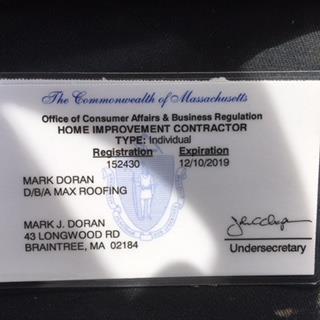 The Commonwealth of Massachusetts
Office of Consumer Affairs & Business Regulation
HOME IMPROVEMENT CONTRACTOR
TYPE: Individual
Registration Expiration
152430 12/10/2019
MARK DORAN
D/B/A MAX ROOFING
MARK J. DORAN
43 LONGWOOD RD
BRAINTREE, MA 02184
Undersecretary